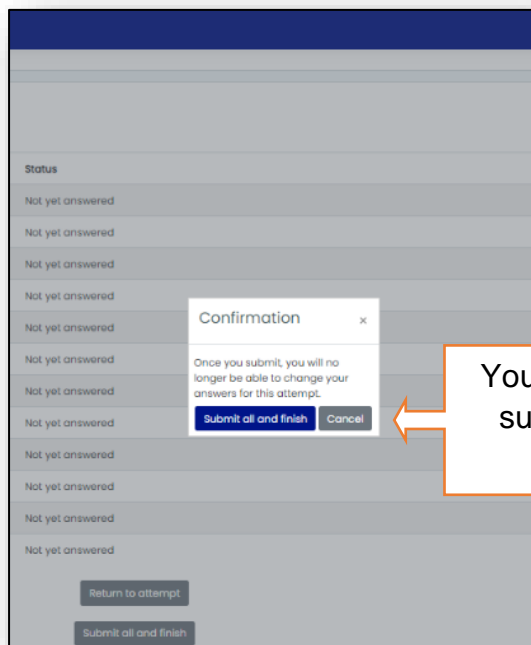 Status
Not yet answered
Not yet answered
Not yet answered
Not yet answered
Not yet answered
Not yet answered
Not yet answered
Not yet answered
Not yet answered
Not yet answered
Not yet answered
Not yet answered
Return to attempt
Submit all and finish
Confirmation ×
Once you submit, you will no
longer be able to change your
answers for this attempt.
Submit all and finish Cancel
You
su